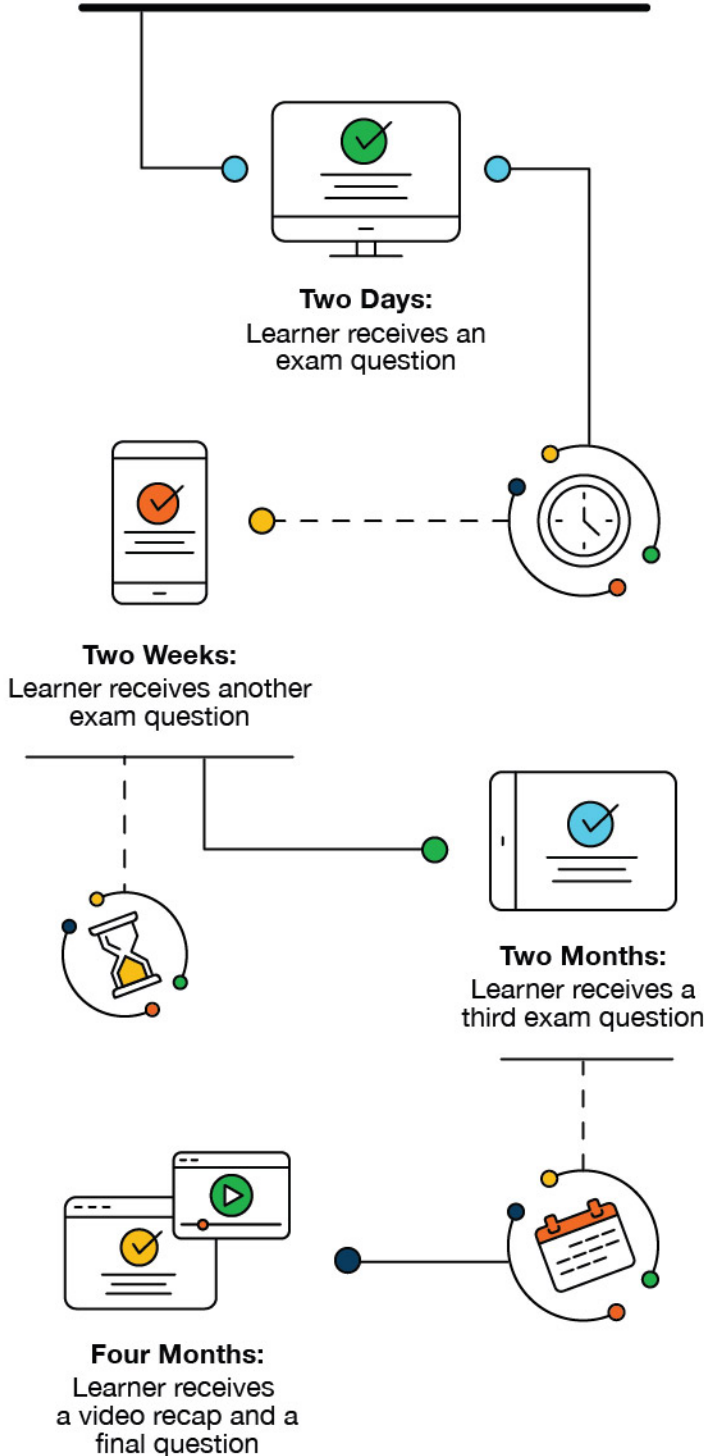 Two Days:
Learner receives an
exam question
Two Weeks:
Learner receives another
exam question
Two Months:
Learner receives a
third exam question
Four Months:
Learner receives
a video recap and a
final question